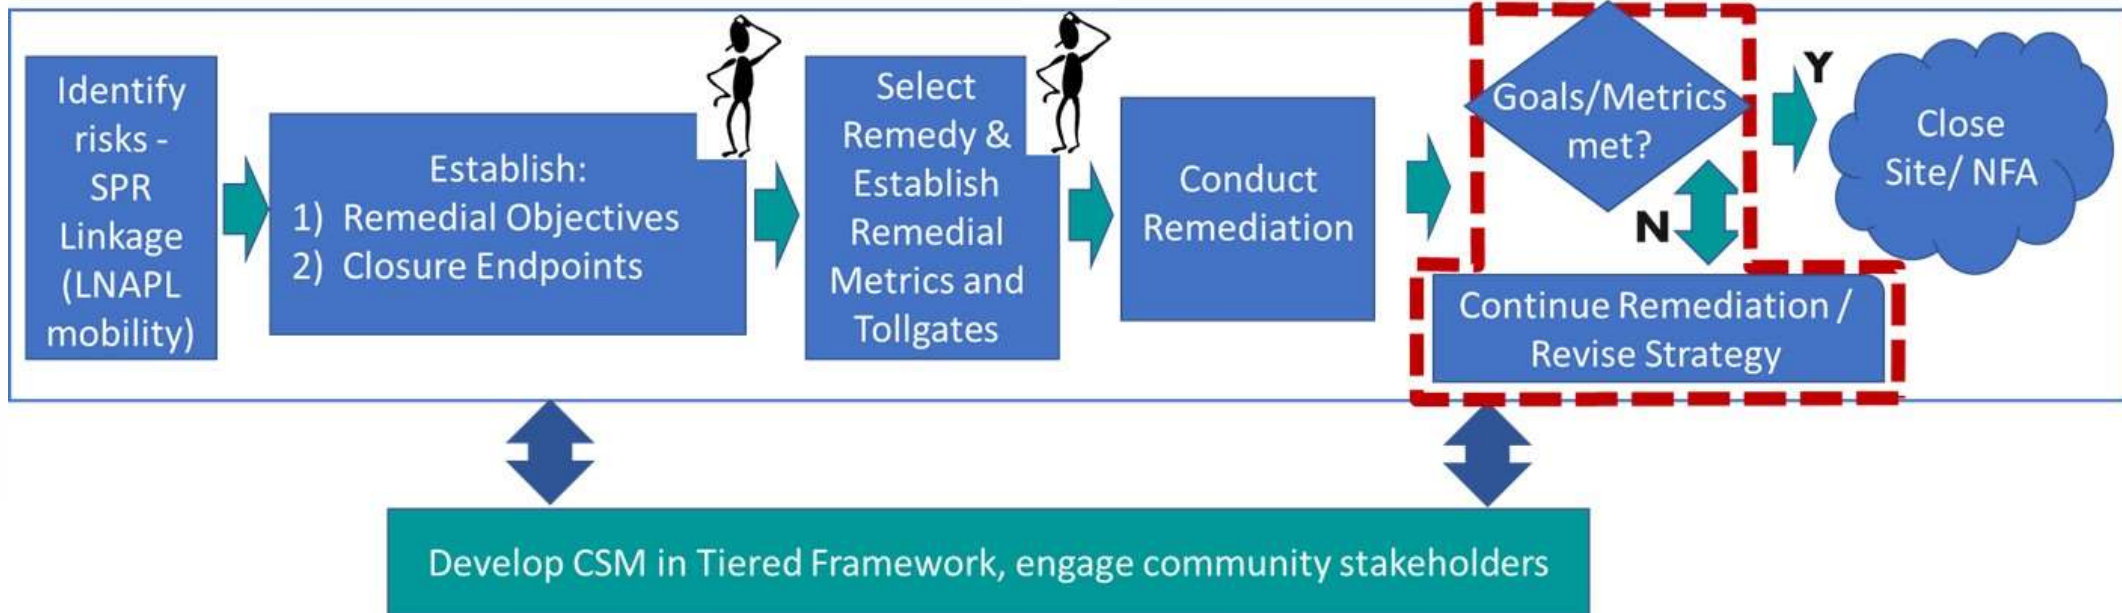 Identify
risks -
SPR
Linkage
(LNAPL
mobility)
Establish:
1) Remedial Objectives
2) Closure Endpoints
Select
Remedy &
Establish
Remedial
Metrics and
Tollgates
Conduct
Remediation
Goals/Metrics
met?
Y
N
Close
Site/ NFA
Continue Remediation /
Revise Strategy
Develop CSM in Tiered Framework, engage community stakeholders